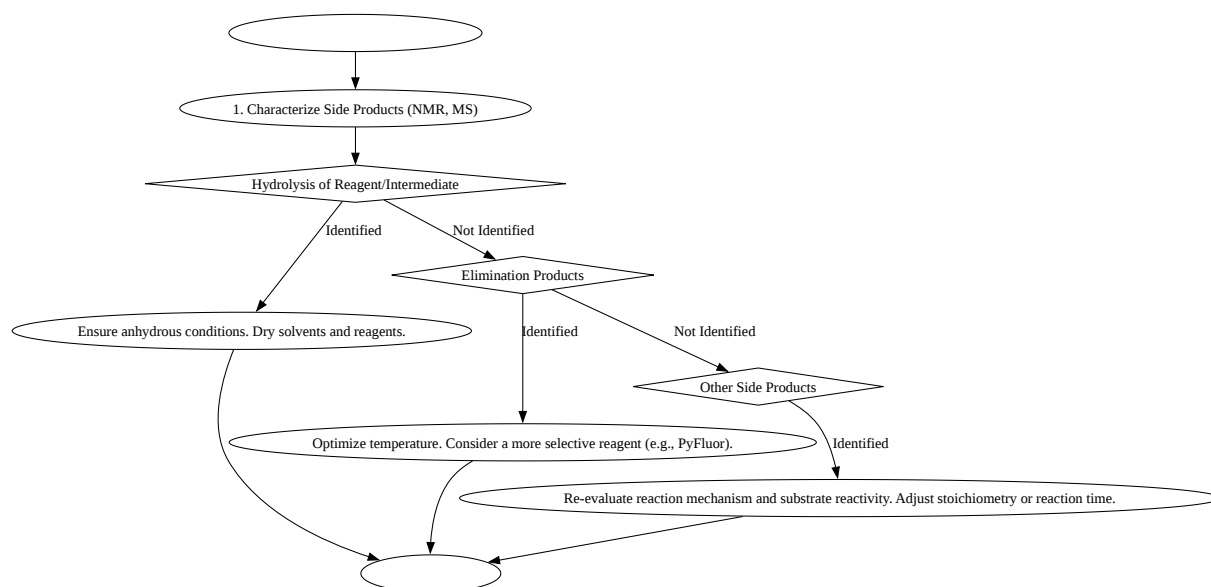 1. Characterize Side Products (NMR, MS)
Hydrolysis of Reagent/Intermediate
Identified
Not Identified
Elimination Products
Ensure anhydrous conditions. Dry solvents and reagents.
Identified
Not Identified
Other Side Products
Optimize temperature. Consider a more selective reagent (e.g., PyFluor).
Identified
Re-evaluate reaction mechanism and substrate reactivity. Adjust stoichiometry or reaction time.